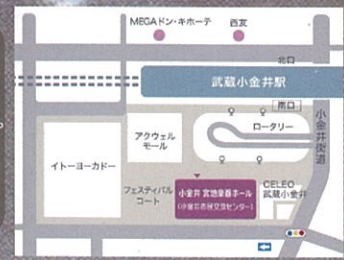 MEGAドン・キホーテ
西友
北口
武蔵小金井駅
南口
ロータリー
小金井街道
アクウェル
モール
イトーヨーカドー
フェスティバル
コート
小金井 宮地楽器ホール
(小金井市民交流センター)
CELEO
武蔵小金井